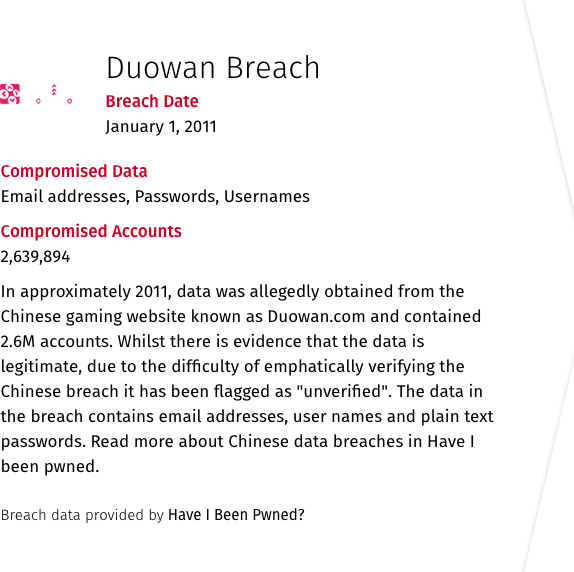 Duowan Breach
Breach Date
January 1, 2011
Compromised Data
Email addresses, Passwords, Usernames
Compromised Accounts
2,639,894
In approximately 2011, data was allegedly obtained from the
Chinese gaming website known as Duowan.com and contained
2.6M accounts. Whilst there is evidence that the data is
legitimate, due to the difficulty of emphatically verifying the
Chinese breach it has been flagged as "unverified". The data in
the breach contains email addresses, user names and plain text
passwords. Read more about Chinese data breaches in Have I
been pwned.
Breach data provided by Have I Been Pwned?